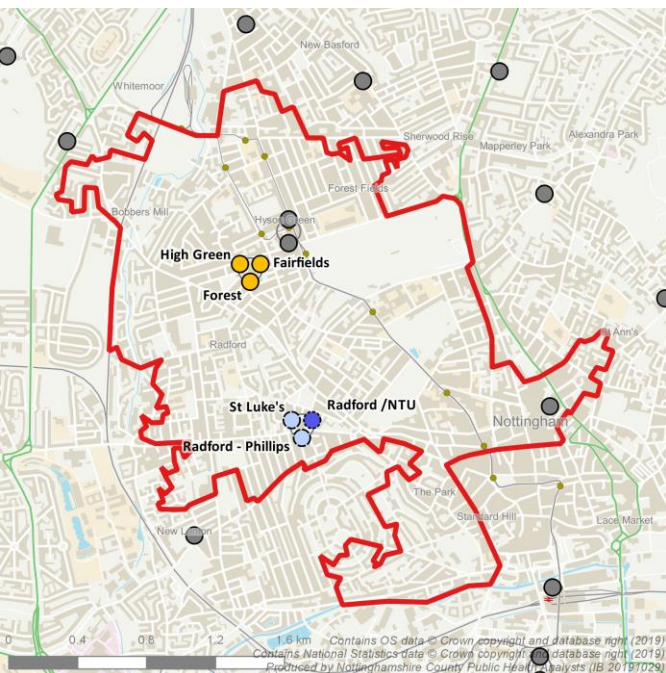 New Basford
Whitemoor
Sherwood Rise
Alexandra Park
Mapperley Park
Forest Fields
Bobbers Mill
Hyson Green
High Green
Fairfields
Forest
Radford
St Ann's
St Luke's
Radford /NTU
Nottingham
Radford - Phillips
The Park
Standard Hill
Lace Market
New Lenton
0 0.4 0.8 1.2 1.6 km
Contains OS data © Crown copyright and database right (2019)
Contains National Statistics data © Crown copyright and database right (2019)
Produced by Nottinghamshire County Public Health Analysts (IB 20191029)